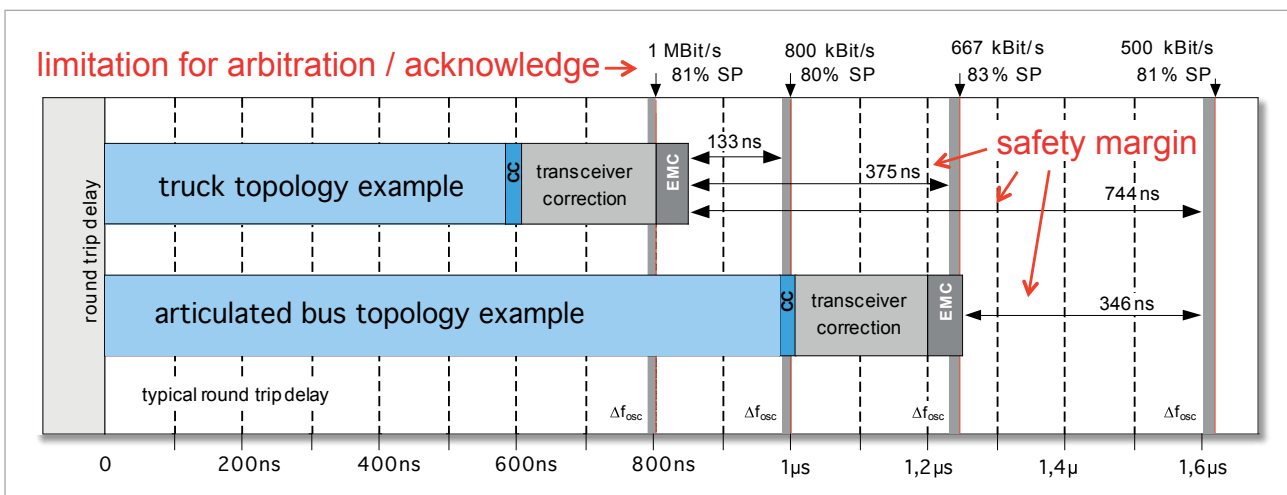 limitation for arbitration / acknowledge
1 MBit/s
81% SP
800 kBit/s
80% SP
667 kBit/s
83% SP
500 kBit/s
81% SP
round trip delay
truck topology example
CC
transceiver
correction
EMC
133 ns
375 ns
744 ns
safety margin
articulated bus topology example
CC
transceiver
correction
EMC
346 ns
typical round trip delay
Δfosc
Δfosc
Δfosc
Δfosc
0
200ns
400ns
600ns
800ns
1µs
1,2µs
1,4µ
1,6µs